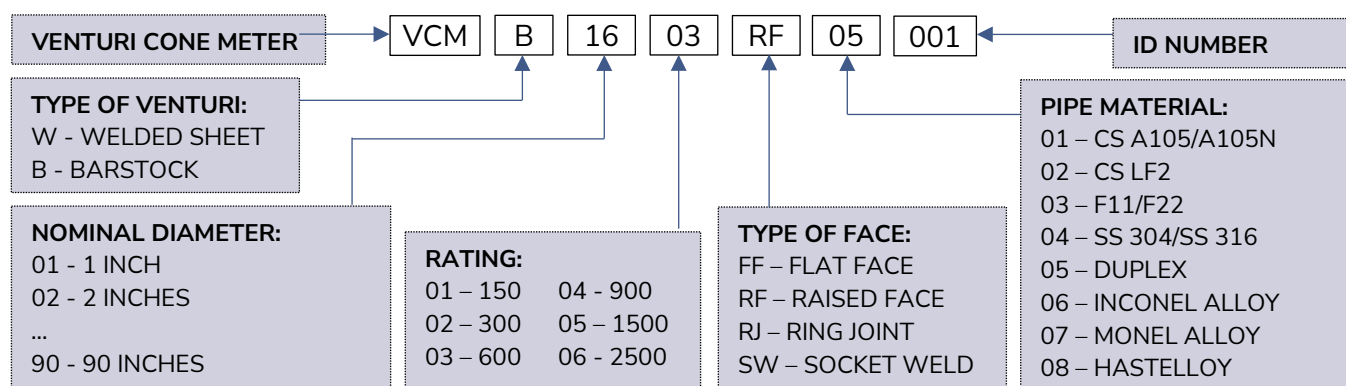 VENTURI CONE METER
VCM B 16 03 RF 05 001
ID NUMBER
TYPE OF VENTURI:
W - WELDED SHEET
B - BARSTOCK
NOMINAL DIAMETER:
01 - 1 INCH
02 - 2 INCHES
...
90 - 90 INCHES
RATING:
01 – 150 04 - 900
02 – 300 05 – 1500
03 – 600 06 - 2500
TYPE OF FACE:
FF – FLAT FACE
RF – RAISED FACE
RJ – RING JOINT
SW – SOCKET WELD
PIPE MATERIAL:
01 – CS A105/A105N
02 – CS LF2
03 – F11/F22
04 – SS 304/SS 316
05 – DUPLEX
06 – INCONEL ALLOY
07 – MONEL ALLOY
08 – HASTELLOY